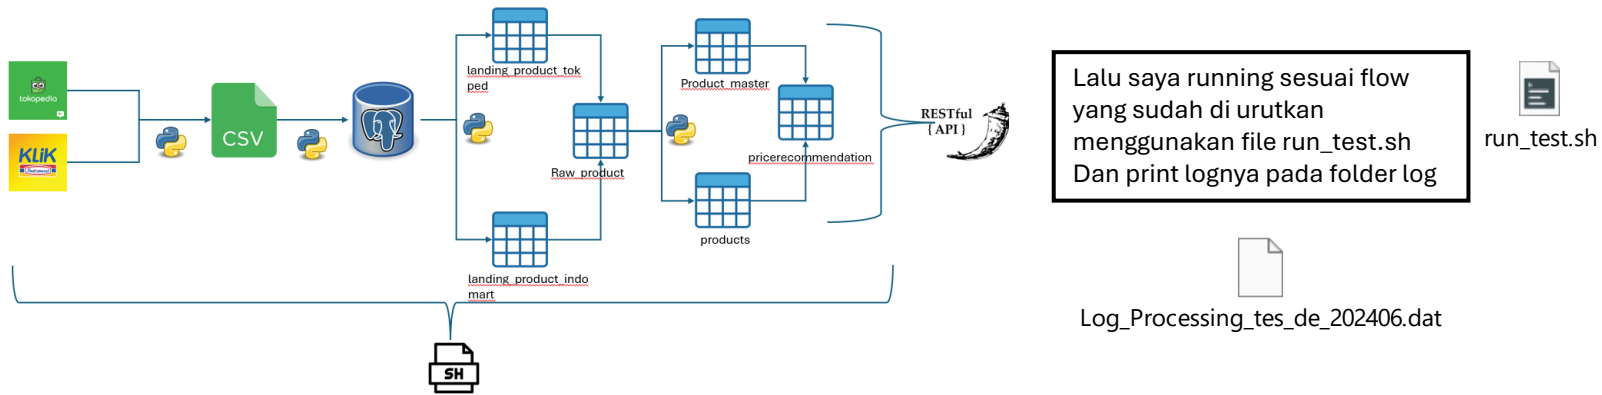 tokopedia
KLiK
Indomaret
CSV
landing_product_tok
ped
Raw_product
landing_product_indo
mart
Product_master
pricerecommendation
products
RESTful
{API}
SH
Lalu saya running sesuai flow
yang sudah di urutkan
menggunakan file run_test.sh
Dan print lognya pada folder log
run_test.sh
Log_Processing_tes_de_202406.dat